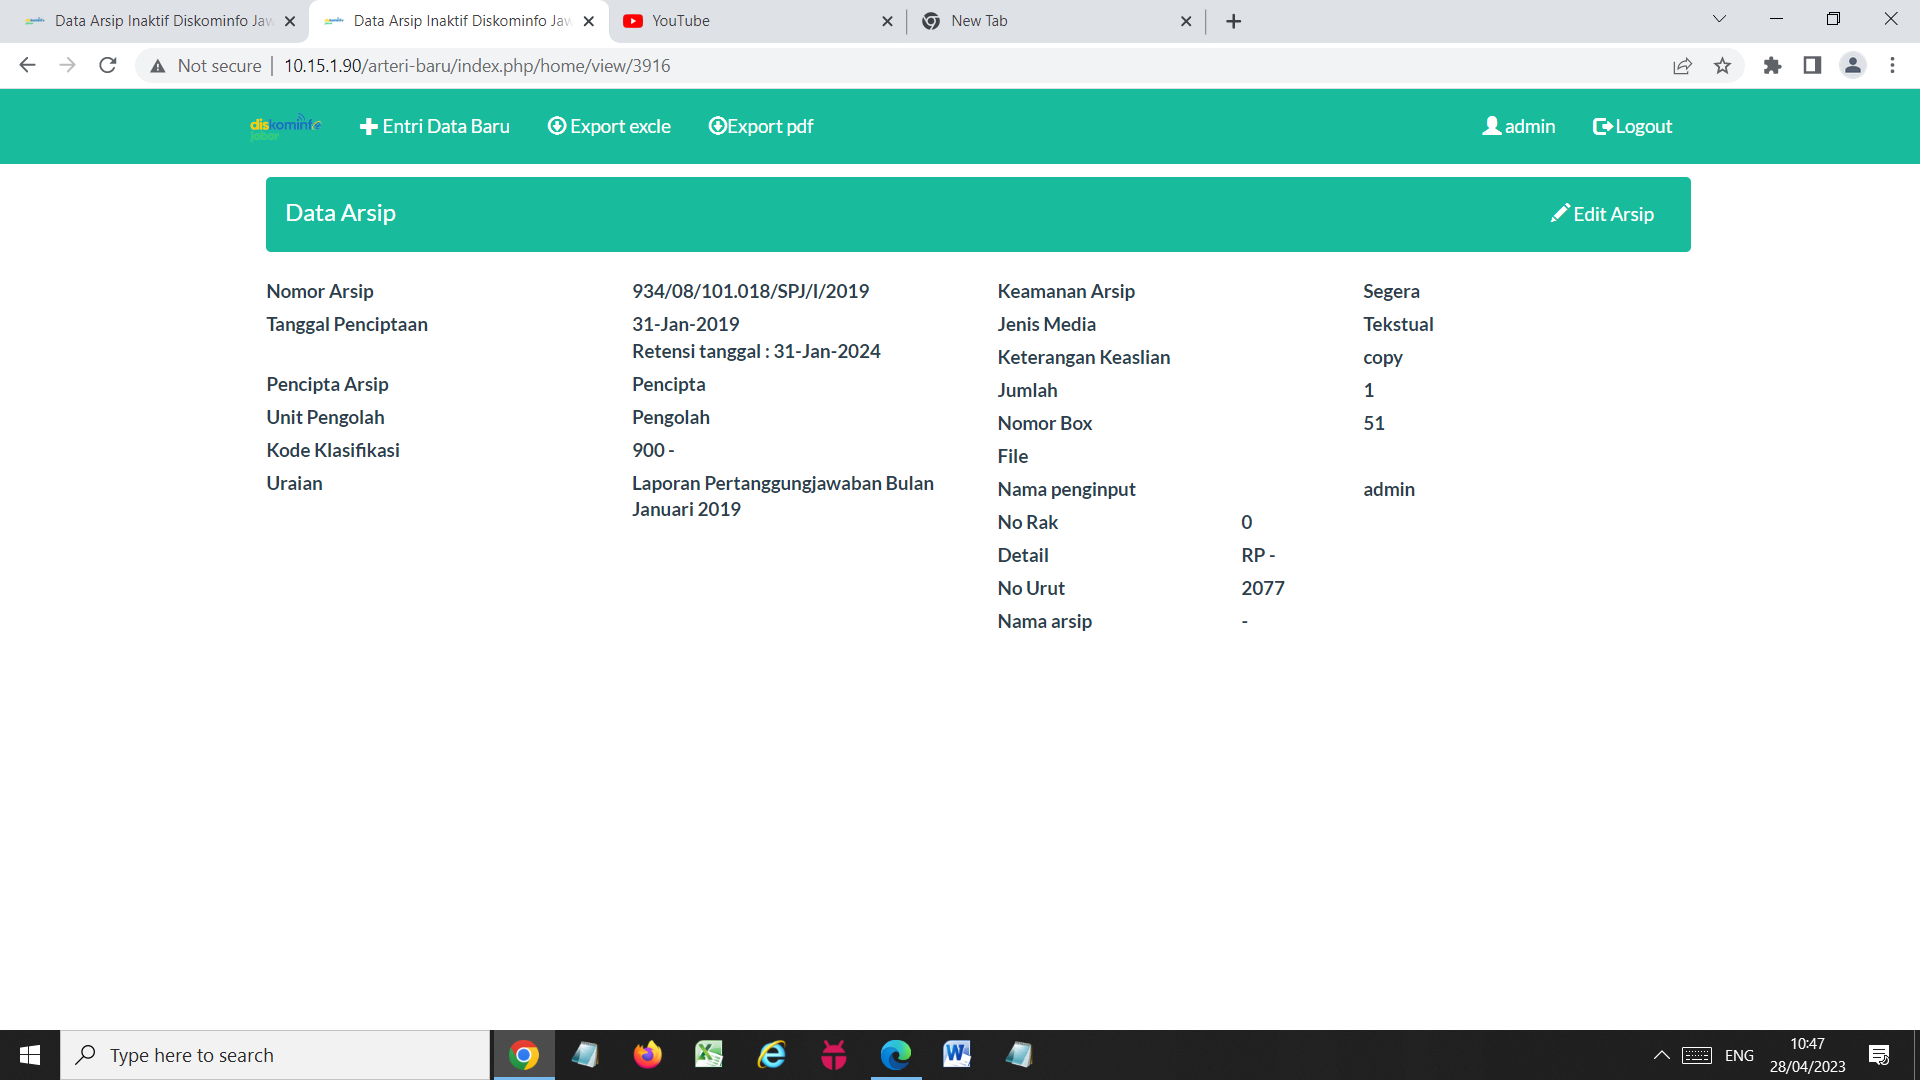 Data Arsip Inaktif Diskominfo Jaw
Data Arsip Inaktif Diskominfo Jaw
YouTube
New Tab
Not secure
10.15.1.90/arteri-baru/index.php/home/view/3916
diskominfo
Entri Data Baru
Export excle
Export pdf
admin
Logout
Data Arsip
Edit Arsip
Nomor Arsip 934/08/101.018/SPJ/I/2019
Tanggal Penciptaan 31-Jan-2019
Retensi tanggal : 31-Jan-2024
Pencipta Arsip Pencipta
Unit Pengolah Pengolah
Kode Klasifikasi 900 -
Uraian Laporan Pertanggungjawaban Bulan
Januari 2019
Keamanan Arsip Segera
Jenis Media Tekstual
Keterangan Keaslian copy
Jumlah 1
Nomor Box 51
File
Nama penginput admin
No Rak 0
Detail RP -
No Urut 2077
Nama arsip -
Type here to search
ENG
10:47
28/04/2023